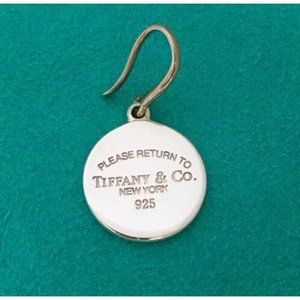 PLEASE RETURN TO
TIFFANY & CO.
NEW YORK
925